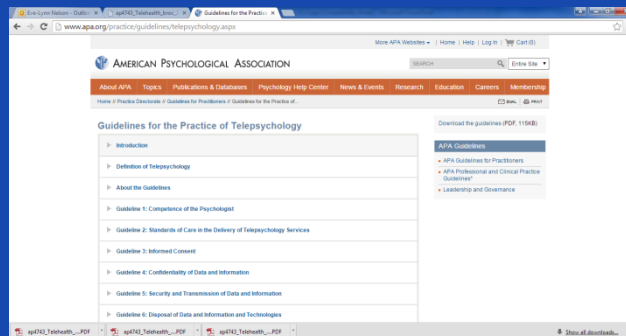 Eve-Lynn Nelson - Outloo
ap4743_Telehealth_broc_
Guidelines for the Practice
www.apa.org/practice/guidelines/telepsychology.aspx
More APA Websites | Home | Help | Log In | Cart (0)
AMERICAN PSYCHOLOGICAL ASSOCIATION
SEARCH
Entire Site
About APA Topics Publications & Databases Psychology Help Center News & Events Research Education Careers Membership
Home // Practice Directorate // Guidelines for Practitioners // Guidelines for the Practice of...
EMAIL PRINT
Guidelines for the Practice of Telepsychology
Introduction
Definition of Telepsychology
About the Guidelines
Guideline 1: Competence of the Psychologist
Guideline 2: Standards of Care in the Delivery of Telepsychology Services
Guideline 3: Informed Consent
Guideline 4: Confidentiality of Data and Information
Guideline 5: Security and Transmission of Data and Information
Guideline 6: Disposal of Data and Information and Technologies
Download the guidelines (PDF, 115KB)
APA Guidelines
APA Guidelines for Practitioners
APA Professional and Clinical Practice
Guidelines*
Leadership and Governance
ap4743_Telehealth_....PDF
ap4743_Telehealth_....PDF
ap4743_Telehealth_....PDF
Show all downloads...